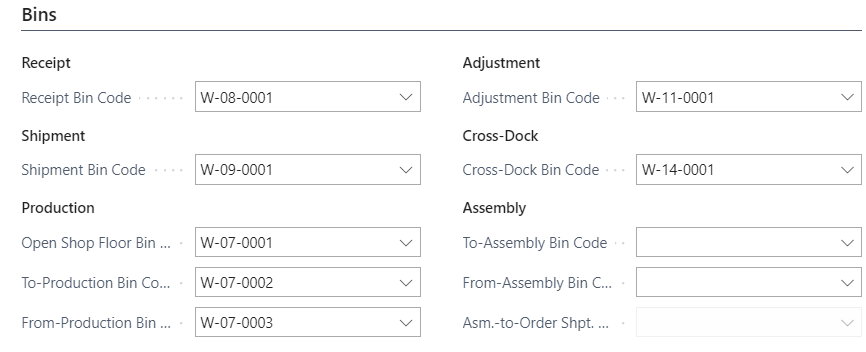 Bins
Receipt
Receipt Bin Code W-08-0001
Shipment
Shipment Bin Code W-09-0001
Production
Open Shop Floor Bin ... W-07-0001
To-Production Bin Co... W-07-0002
From-Production Bin ... W-07-0003
Adjustment
Adjustment Bin Code W-11-0001
Cross-Dock
Cross-Dock Bin Code W-14-0001
Assembly
To-Assembly Bin Code
From-Assembly Bin C...
Asm.-to-Order Shpt. ...